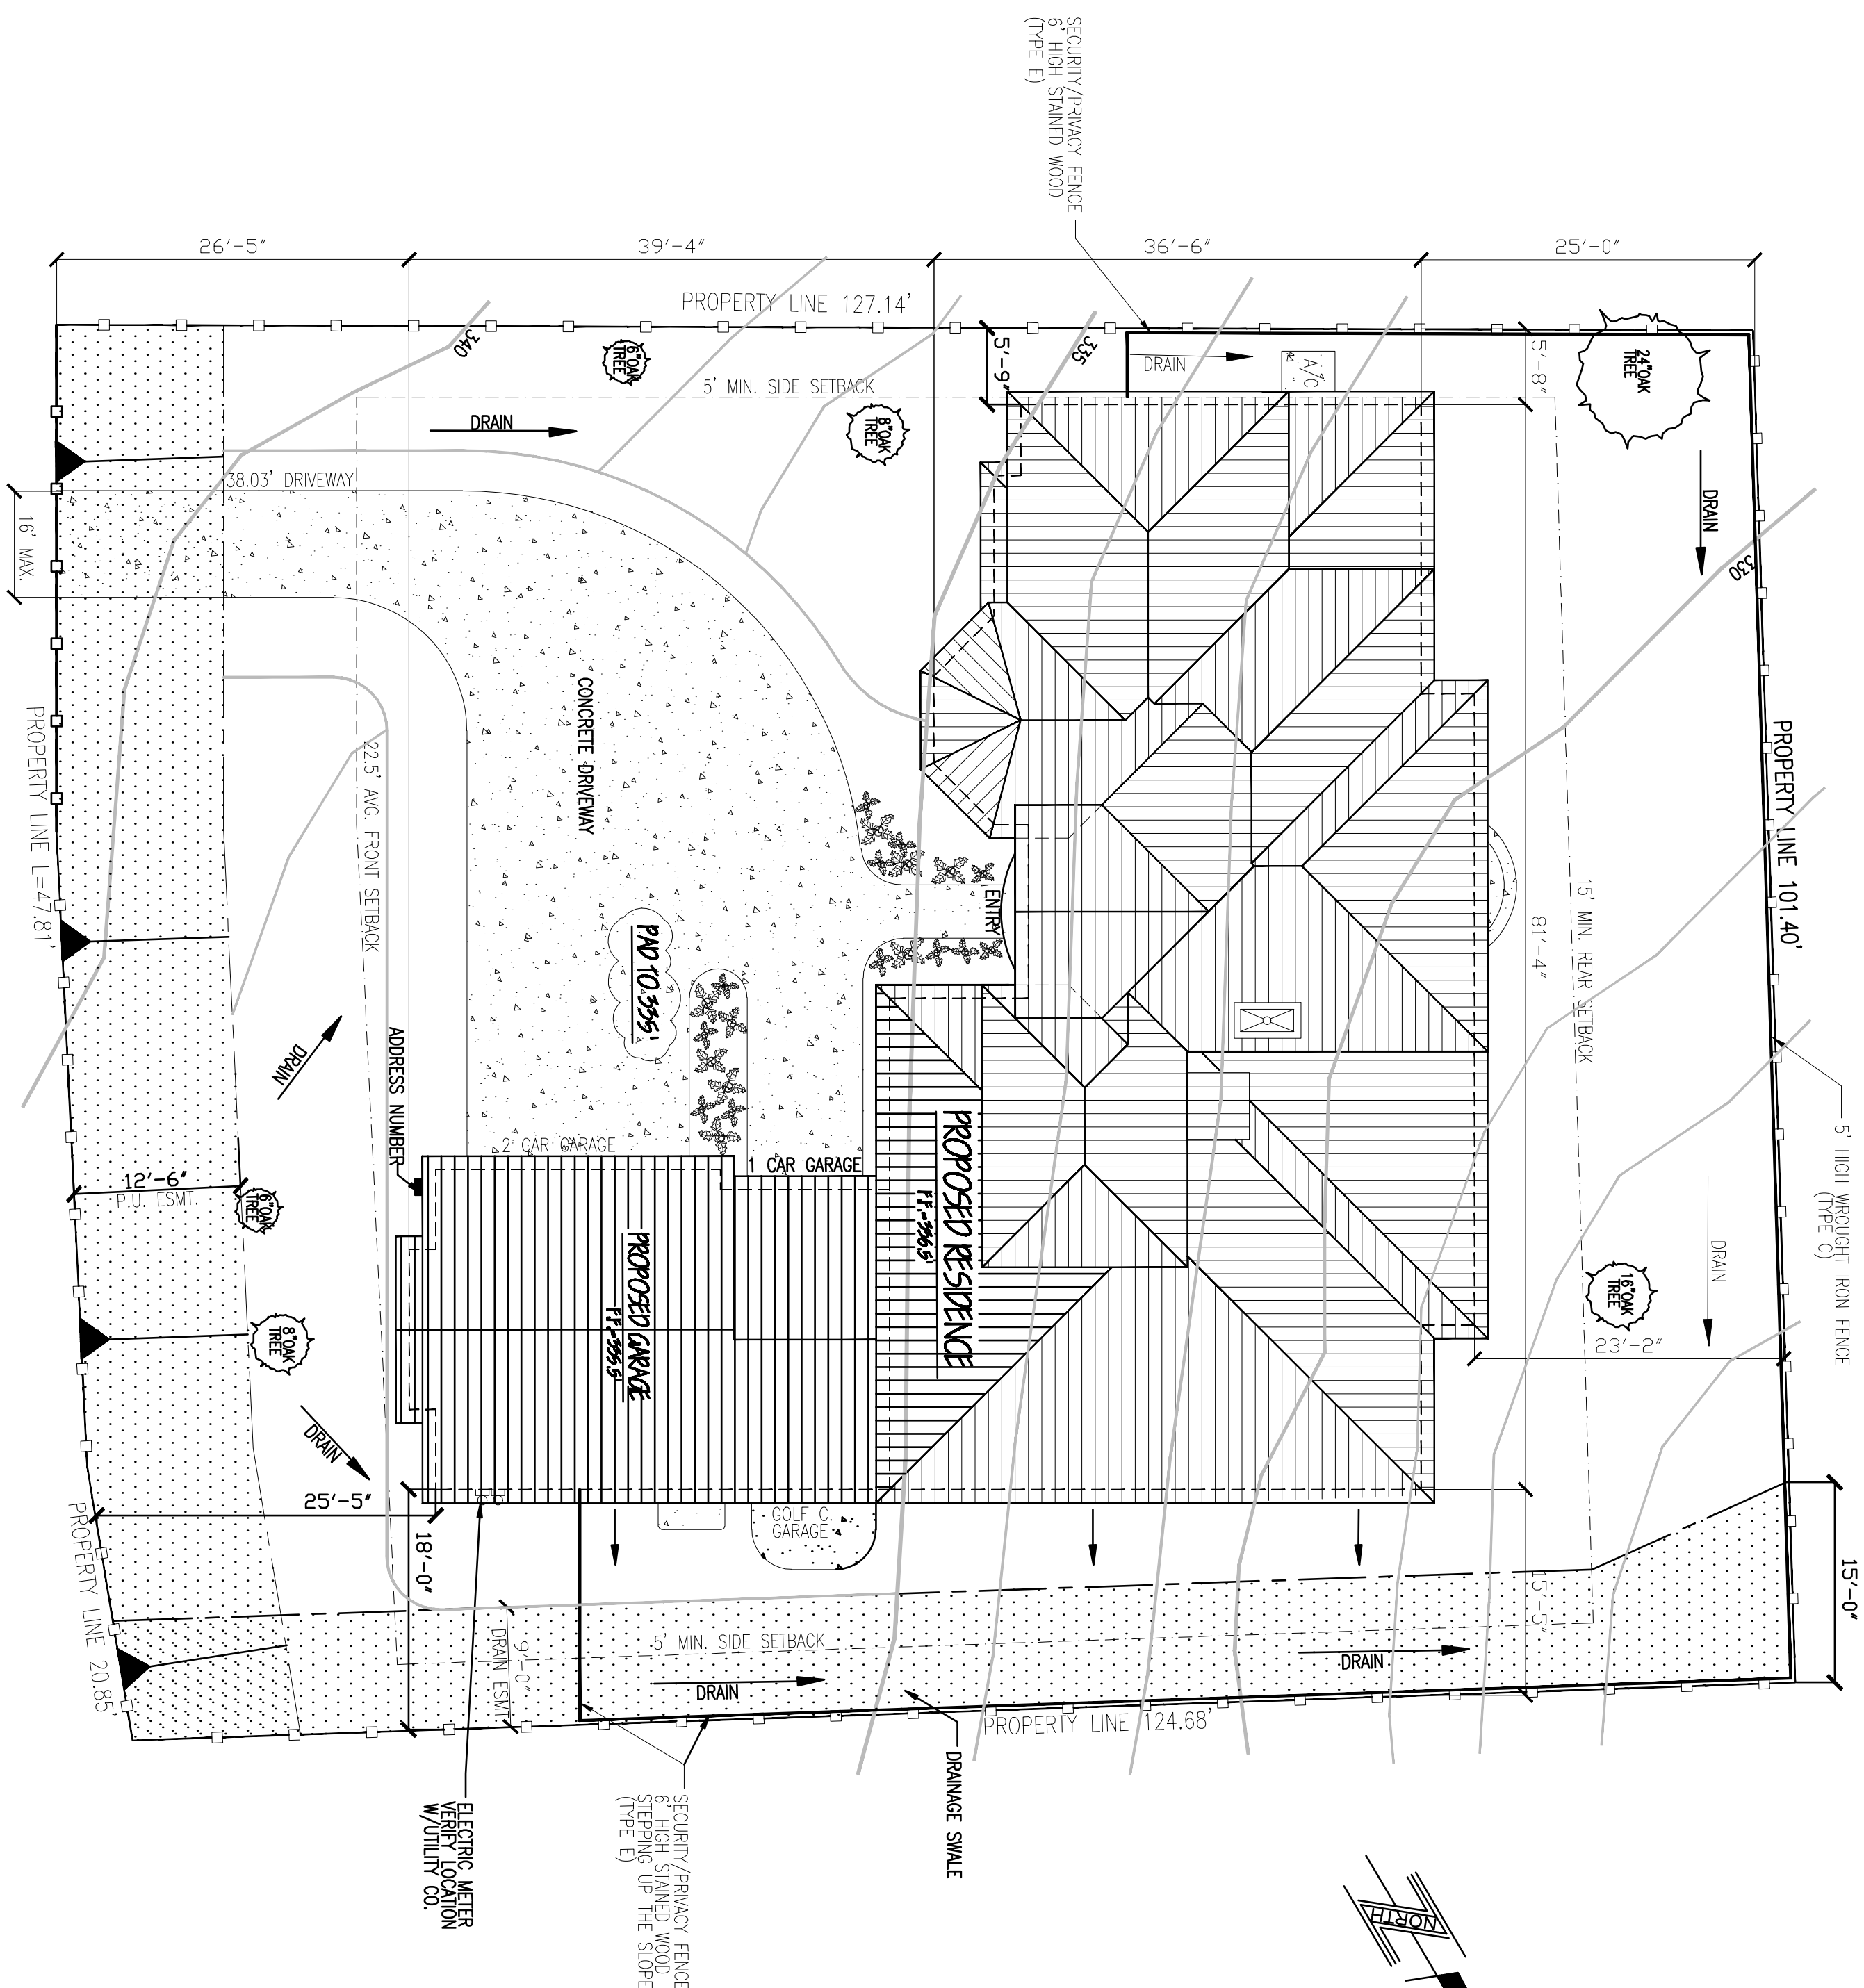 SECURITY/PRIVACY FENCE
6' HIGH STAINED WOOD
(TYPE E)
26'-5"
39'-4"
36'-6"
25'-0"
PROPERTY LINE 127.14'
340
6"OAK
TREE
5'-9"
335
DRAIN
A/C
5'-8"
24"OAK
TREE
5' MIN. SIDE SETBACK
DRAIN
8"OAK
TREE
38.03' DRIVEWAY
16' MAX.
DRAIN
330
CONCRETE DRIVEWAY
PROPERTY LINE L=47.81'
22.5' AVG. FRONT SETBACK
PROPERTY LINE 101.40'
ENTRY
PAD TO 335'
81'-4"
15' MIN. REAR SETBACK
DRAIN
ADDRESS NUMBER
2 CAR GARAGE
1 CAR GARAGE
5' HIGH WROUGHT IRON FENCE
(TYPE C)
12'-6"
P.U. ESMT.
6"OAK
TREE
PROPOSED RESIDENCE
F.F.=336.5'
DRAIN
16"OAK
TREE
23'-2"
8"OAK
TREE
PROPOSED GARAGE
F.F.=335.5'
DRAIN
25'-5"
18'-0"
GOLF C.
GARAGE
PROPERTY LINE 20.85
15'-5"
15'-0"
9'-0"
DRAIN ESMT
5' MIN. SIDE SETBACK
DRAIN
DRAIN
PROPERTY LINE 124.68'
DRAINAGE SWALE
ELECTRIC METER
VERIFY LOCATION
W/UTILITY CO.
SECURITY/PRIVACY FENCE
6' HIGH STAINED WOOD
STEPPING UP THE SLOPE
(TYPE E)
NORTH